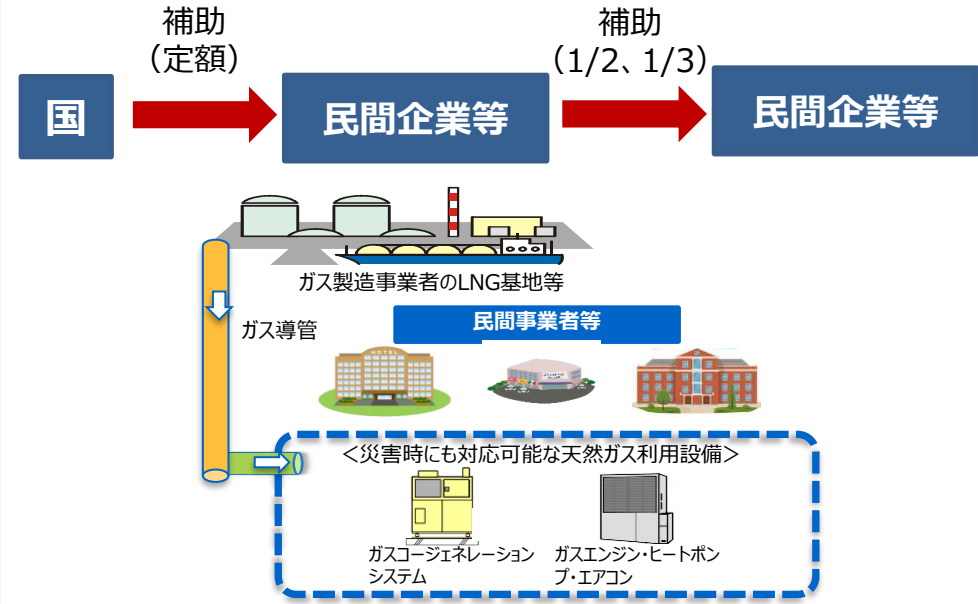 補助
（定額）
補助
（1/2、1/3）
国
民間企業等
民間企業等
ガス製造事業者のLNG基地等
ガス導管
民間事業者等
HOTEL
＜災害時にも対応可能な天然ガス利用設備＞
ガスコージェネレーション
システム
ガスエンジン・ヒートポン
プ・エアコン